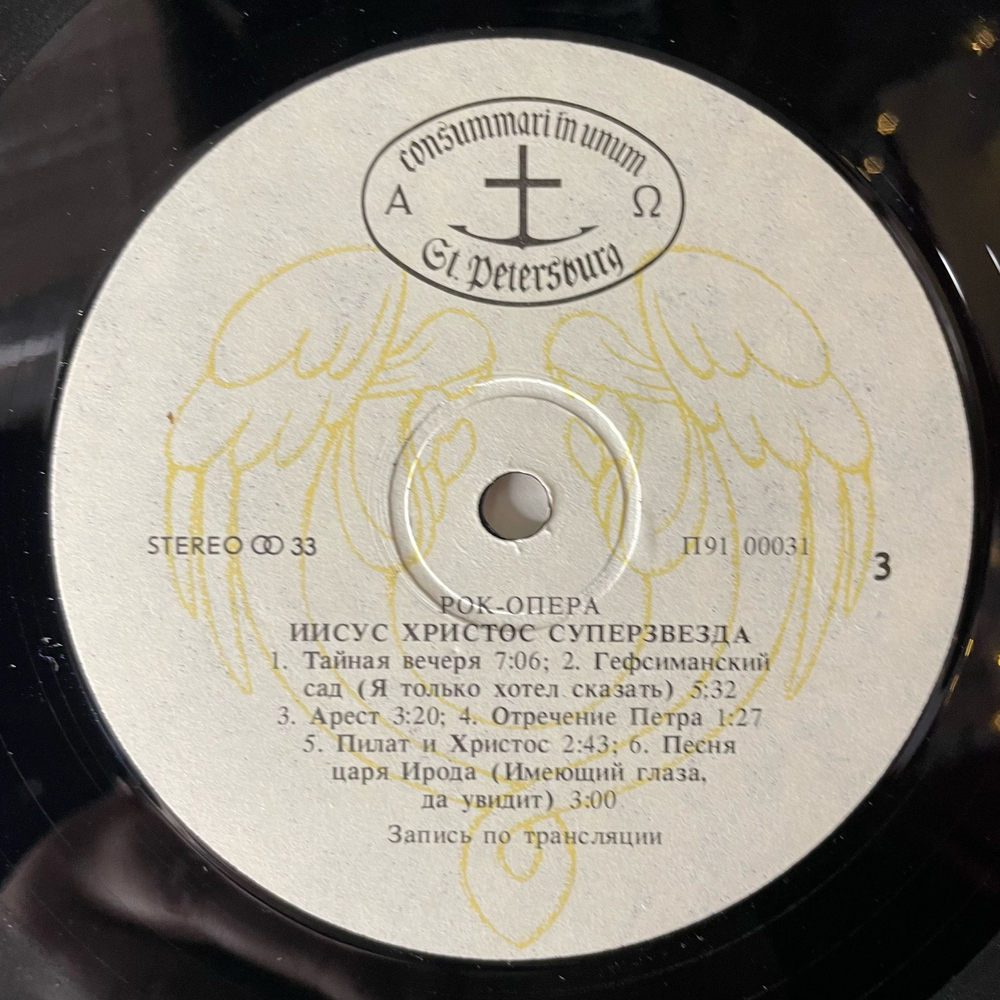 consummari in unum
Α Ω
St. Petersburg
STEREO 33 П91 00031
3
РОК-ОПЕРА
ИИСУС ХРИСТОС СУПЕРЗВЕЗДА
1. Тайная вечеря 7:06; 2. Гефсиманский
сад (Я только хотел сказать) 5:32
3. Арест 3:20; 4. Отречение Петра 1:27
5. Пилат и Христос 2:43; 6. Песня
царя Ирода (Имеющий глаза,
да увидит) 3:00
Запись по трансляции